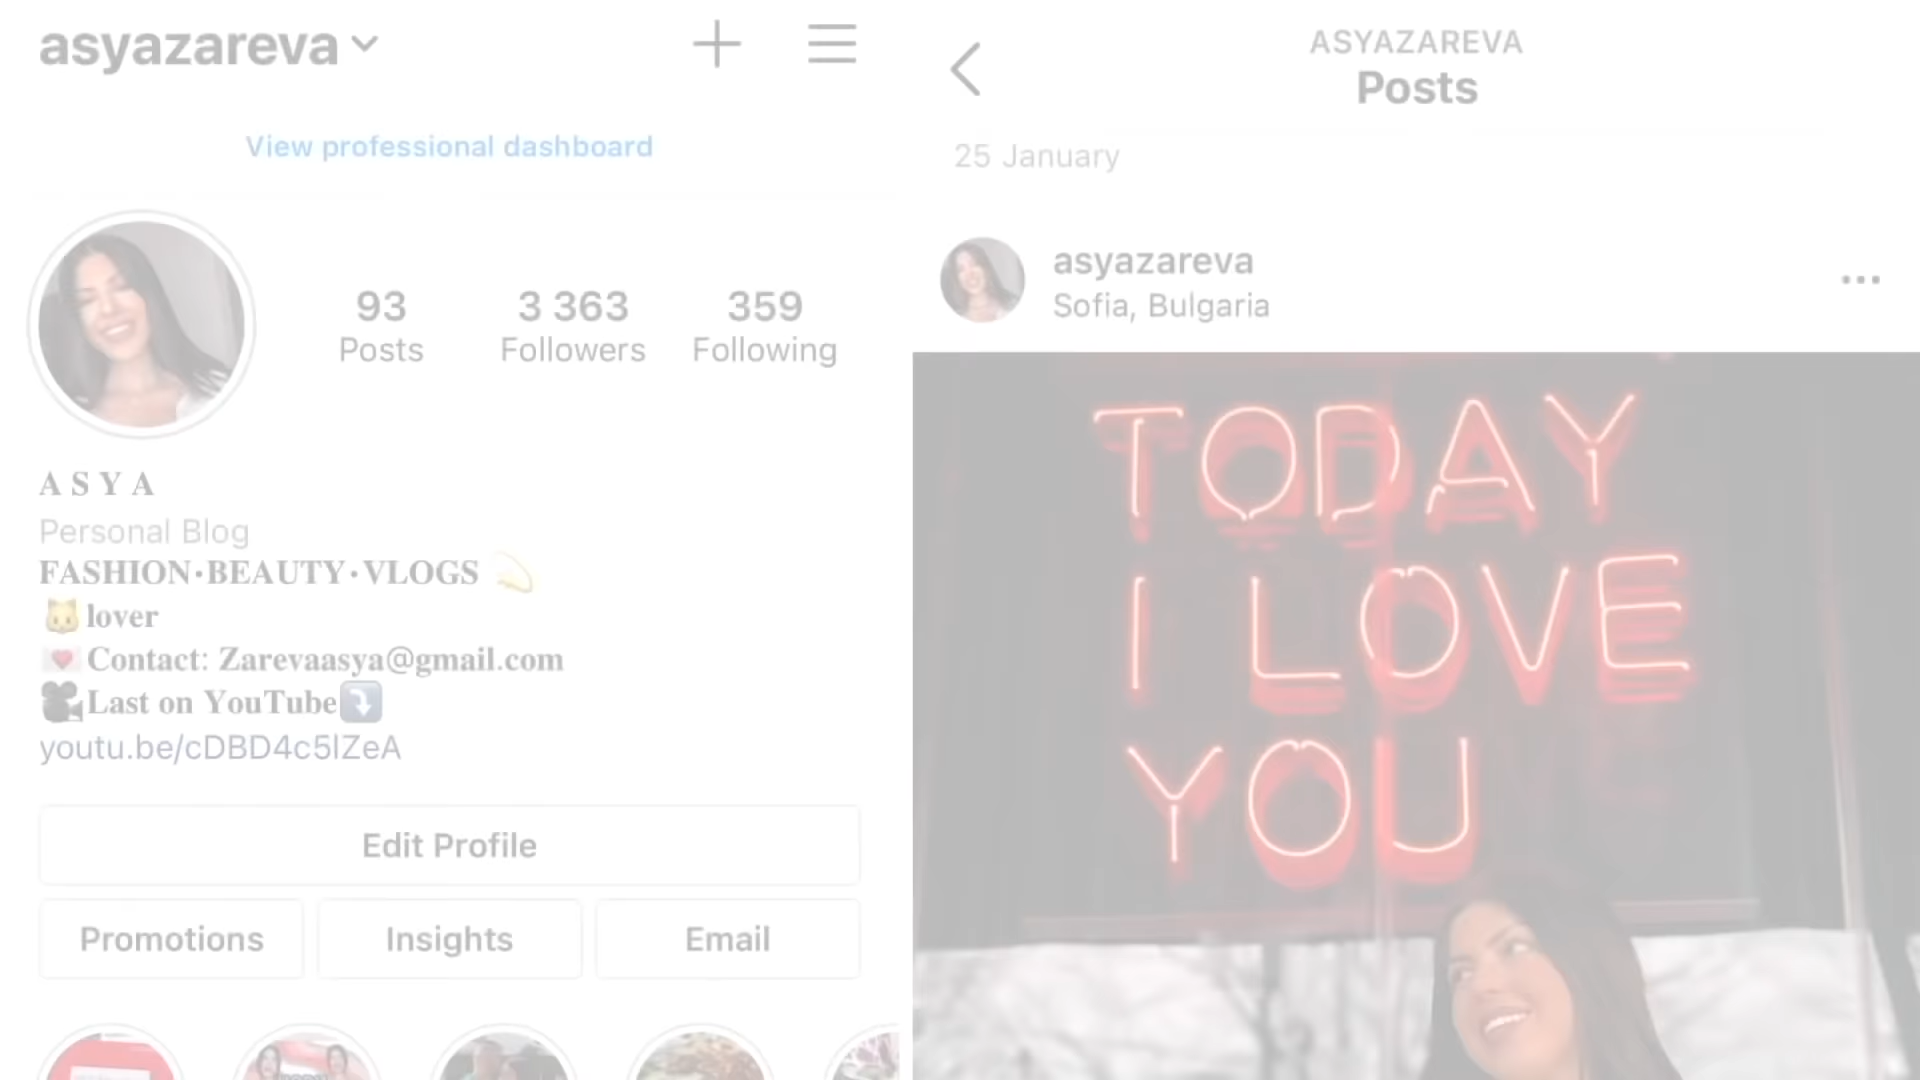 asyazareva
View professional dashboard
93
Posts
3 363
Followers
359
Following
A S Y A
Personal Blog
FASHION·BEAUTY·VLOGS 💫
🐱lover
💌Contact: Zarevaasya@gmail.com
🎥Last on YouTube⤵️
youtu.be/cDBD4c5lZeA
Edit Profile
Promotions
Insights
Email
ASYAZAREVA
Posts
25 January
asyazareva
Sofia, Bulgaria
TODAY
I LOVE
YOU